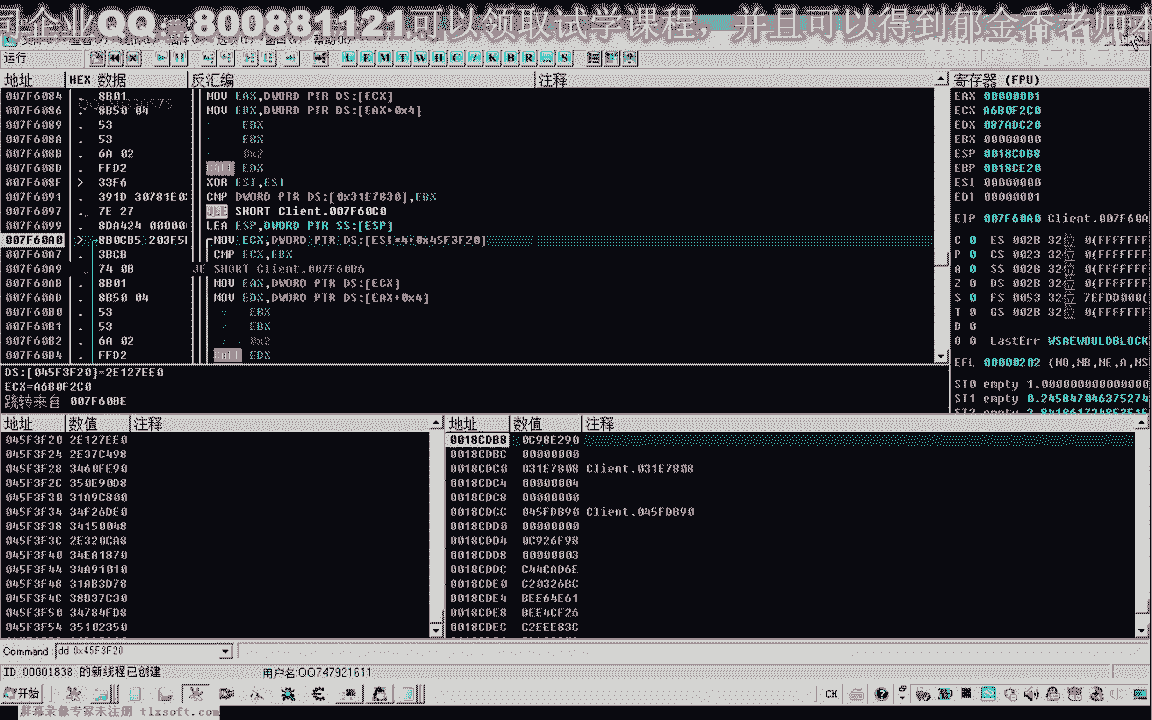 司企业QQ：800881121可以领取试学课程，并且可以得到郁金香老师本
运行
L E M T W H C / K B R ... S
地址 HEX 数据 反汇编 注释 寄存器 (FPU)
007F6084 . 8B01 MOV EAX,DWORD PTR DS:[ECX]
007F6086 . 8B50 04 MOV EDX,DWORD PTR DS:[EAX+0x4]
007F6089 . 53 EBX
007F608A . 53 EBX
007F608B . 6A 02 0x2
007F608D . FFD2 EDX
007F608F > 33F6 XOR ESI,ESI
007F6091 . 391D 30781E0 CMP DWORD PTR DS:[0x31E7830],EBX
007F6097 . 7E 27 SHORT Client.007F60C0
007F6099 . 8DA424 00000 LEA ESP,DWORD PTR SS:[ESP]
007F60A0 > 8B0CB5 203F5 MOV ECX,DWORD PTR DS:[ESI*4+0x45F3F20]
007F60A7 . 3BCB CMP ECX,EBX
007F60A9 . 74 0B JE SHORT Client.007F60B6
007F60AB . 8B01 MOV EAX,DWORD PTR DS:[ECX]
007F60AD . 8B50 04 MOV EDX,DWORD PTR DS:[EAX+0x4]
007F60B0 . 53 EBX
007F60B1 . 53 EBX
007F60B2 . 6A 02 0x2
007F60B4 . FFD2 EDX
EAX 0B8000D1
ECX A6B0F2C0
EDX 087ADC20
EBX 00000000
ESP 0018CDB8
EBP 0018CE20
ESI 00000000
EDI 00000001
EIP 007F60A0 Client.007F60A
C 0 ES 002B 32位 0(FFFFFFF
P 0 CS 0023 32位 0(FFFFFFF
A 0 SS 002B 32位 0(FFFFFFF
Z 0 DS 002B 32位 0(FFFFFFF
S 0 FS 0053 32位 7EFDD000(
T 0 GS 002B 32位 0(FFFFFFF
D 0
O 0 LastErr WSAEWOULDBLOCK
EFL 00000202 (NO,NB,NE,A,NS
ST0 empty 1.000000000000000
ST1 empty 0.245847046375274
DS:[045F3F20]=2E127EE0
ECX=A6B0F2C0
跳转来自 007F60BE
地址 数值 注释
045F3F20 2E127EE0
045F3F24 2E37C498
045F3F28 3460FE90
045F3F2C 350E90D8
045F3F30 31A9C800
045F3F34 34F26DE0
045F3F38 34150048
045F3F3C 2E320CA8
045F3F40 34EA1870
045F3F44 34A91010
045F3F48 31AB3D78
045F3F4C 38B37C30
045F3F50 34784FD8
045F3F54 35102350
地址 数值 注释
0018CDB8 0C98E290
0018CDBC 00000000
0018CDC0 031E7808 Client.031E7808
0018CDC4 00000004
0018CDC8 00000000
0018CDCC 045FDB90 Client.045FDB90
0018CDD0 00000000
0018CDD4 0C926F98
0018CDD8 00000003
0018CDDC C44CAD6E
0018CDE0 C20326BC
0018CDE4 BEE64E61
0018CDE8 BEE4CF26
0018CDEC C2EEE83C
Command dd 0x45F3F20
ID 00001838 的新线程已创建 用户名:QQ747921611
开始 CH
屏幕录像专家未注册 tlxsoft.com